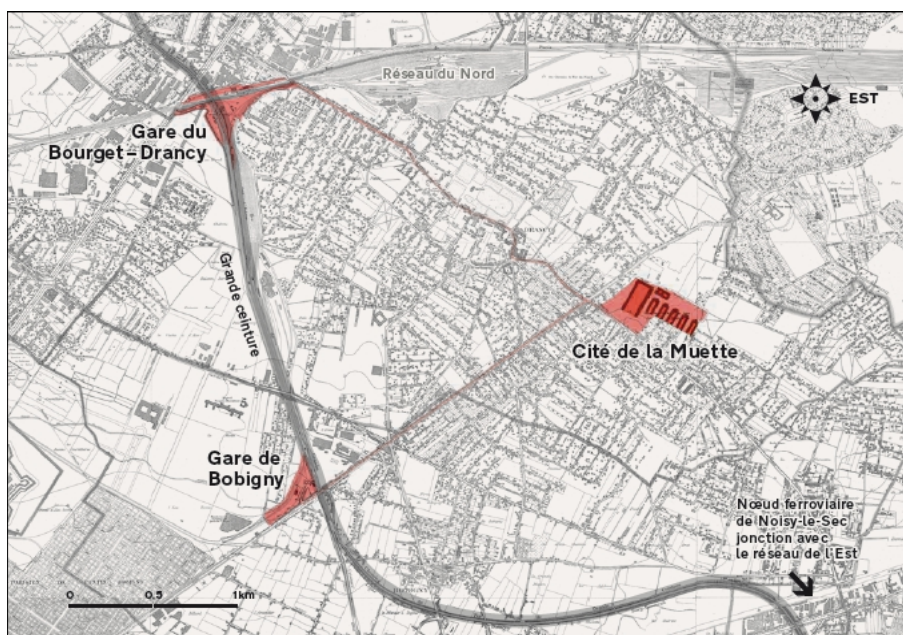 Réseau du Nord
EST
Gare du
Bourget–Drancy
Grande ceinture
Cité de la Muette
Gare de
Bobigny
Nœud ferroviaire
de Noisy-le-Sec
jonction avec
le réseau de l'Est
0 0.5 1km